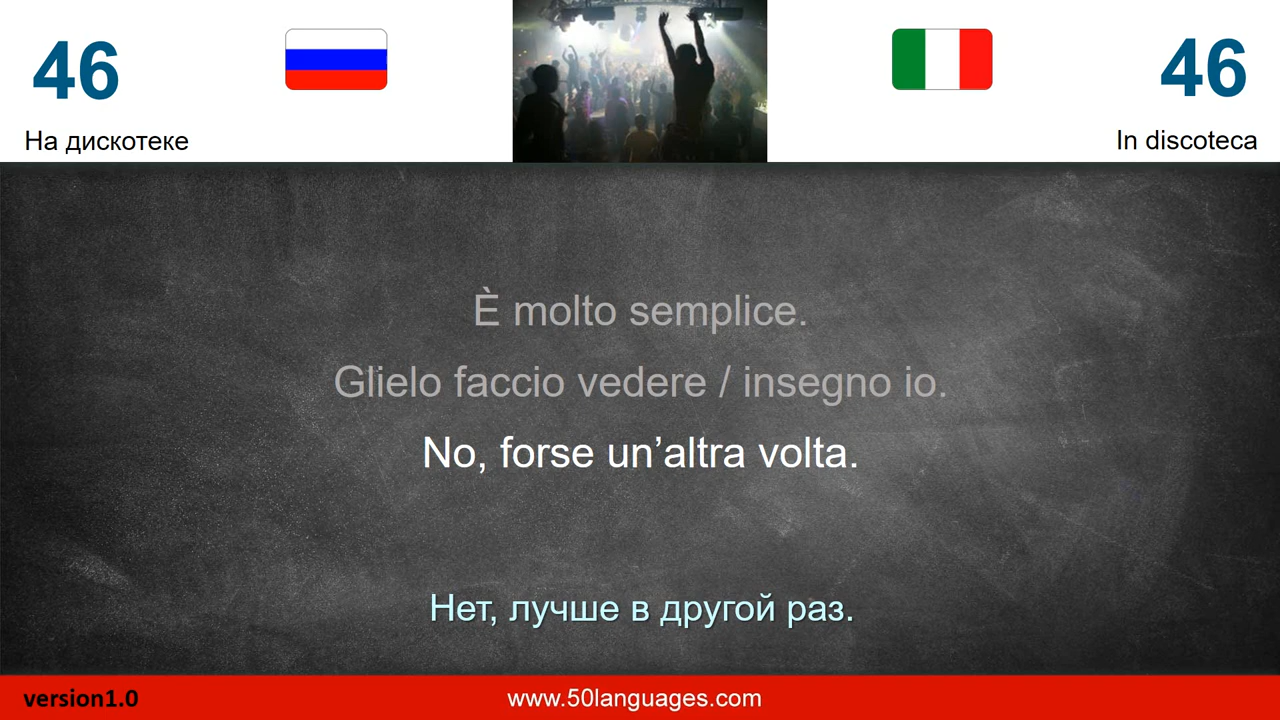 46
46
На дискотеке
In discoteca
È molto semplice.
Glielo faccio vedere / insegno io.
No, forse un’altra volta.
Нет, лучше в другой раз.
version1.0
www.50languages.com